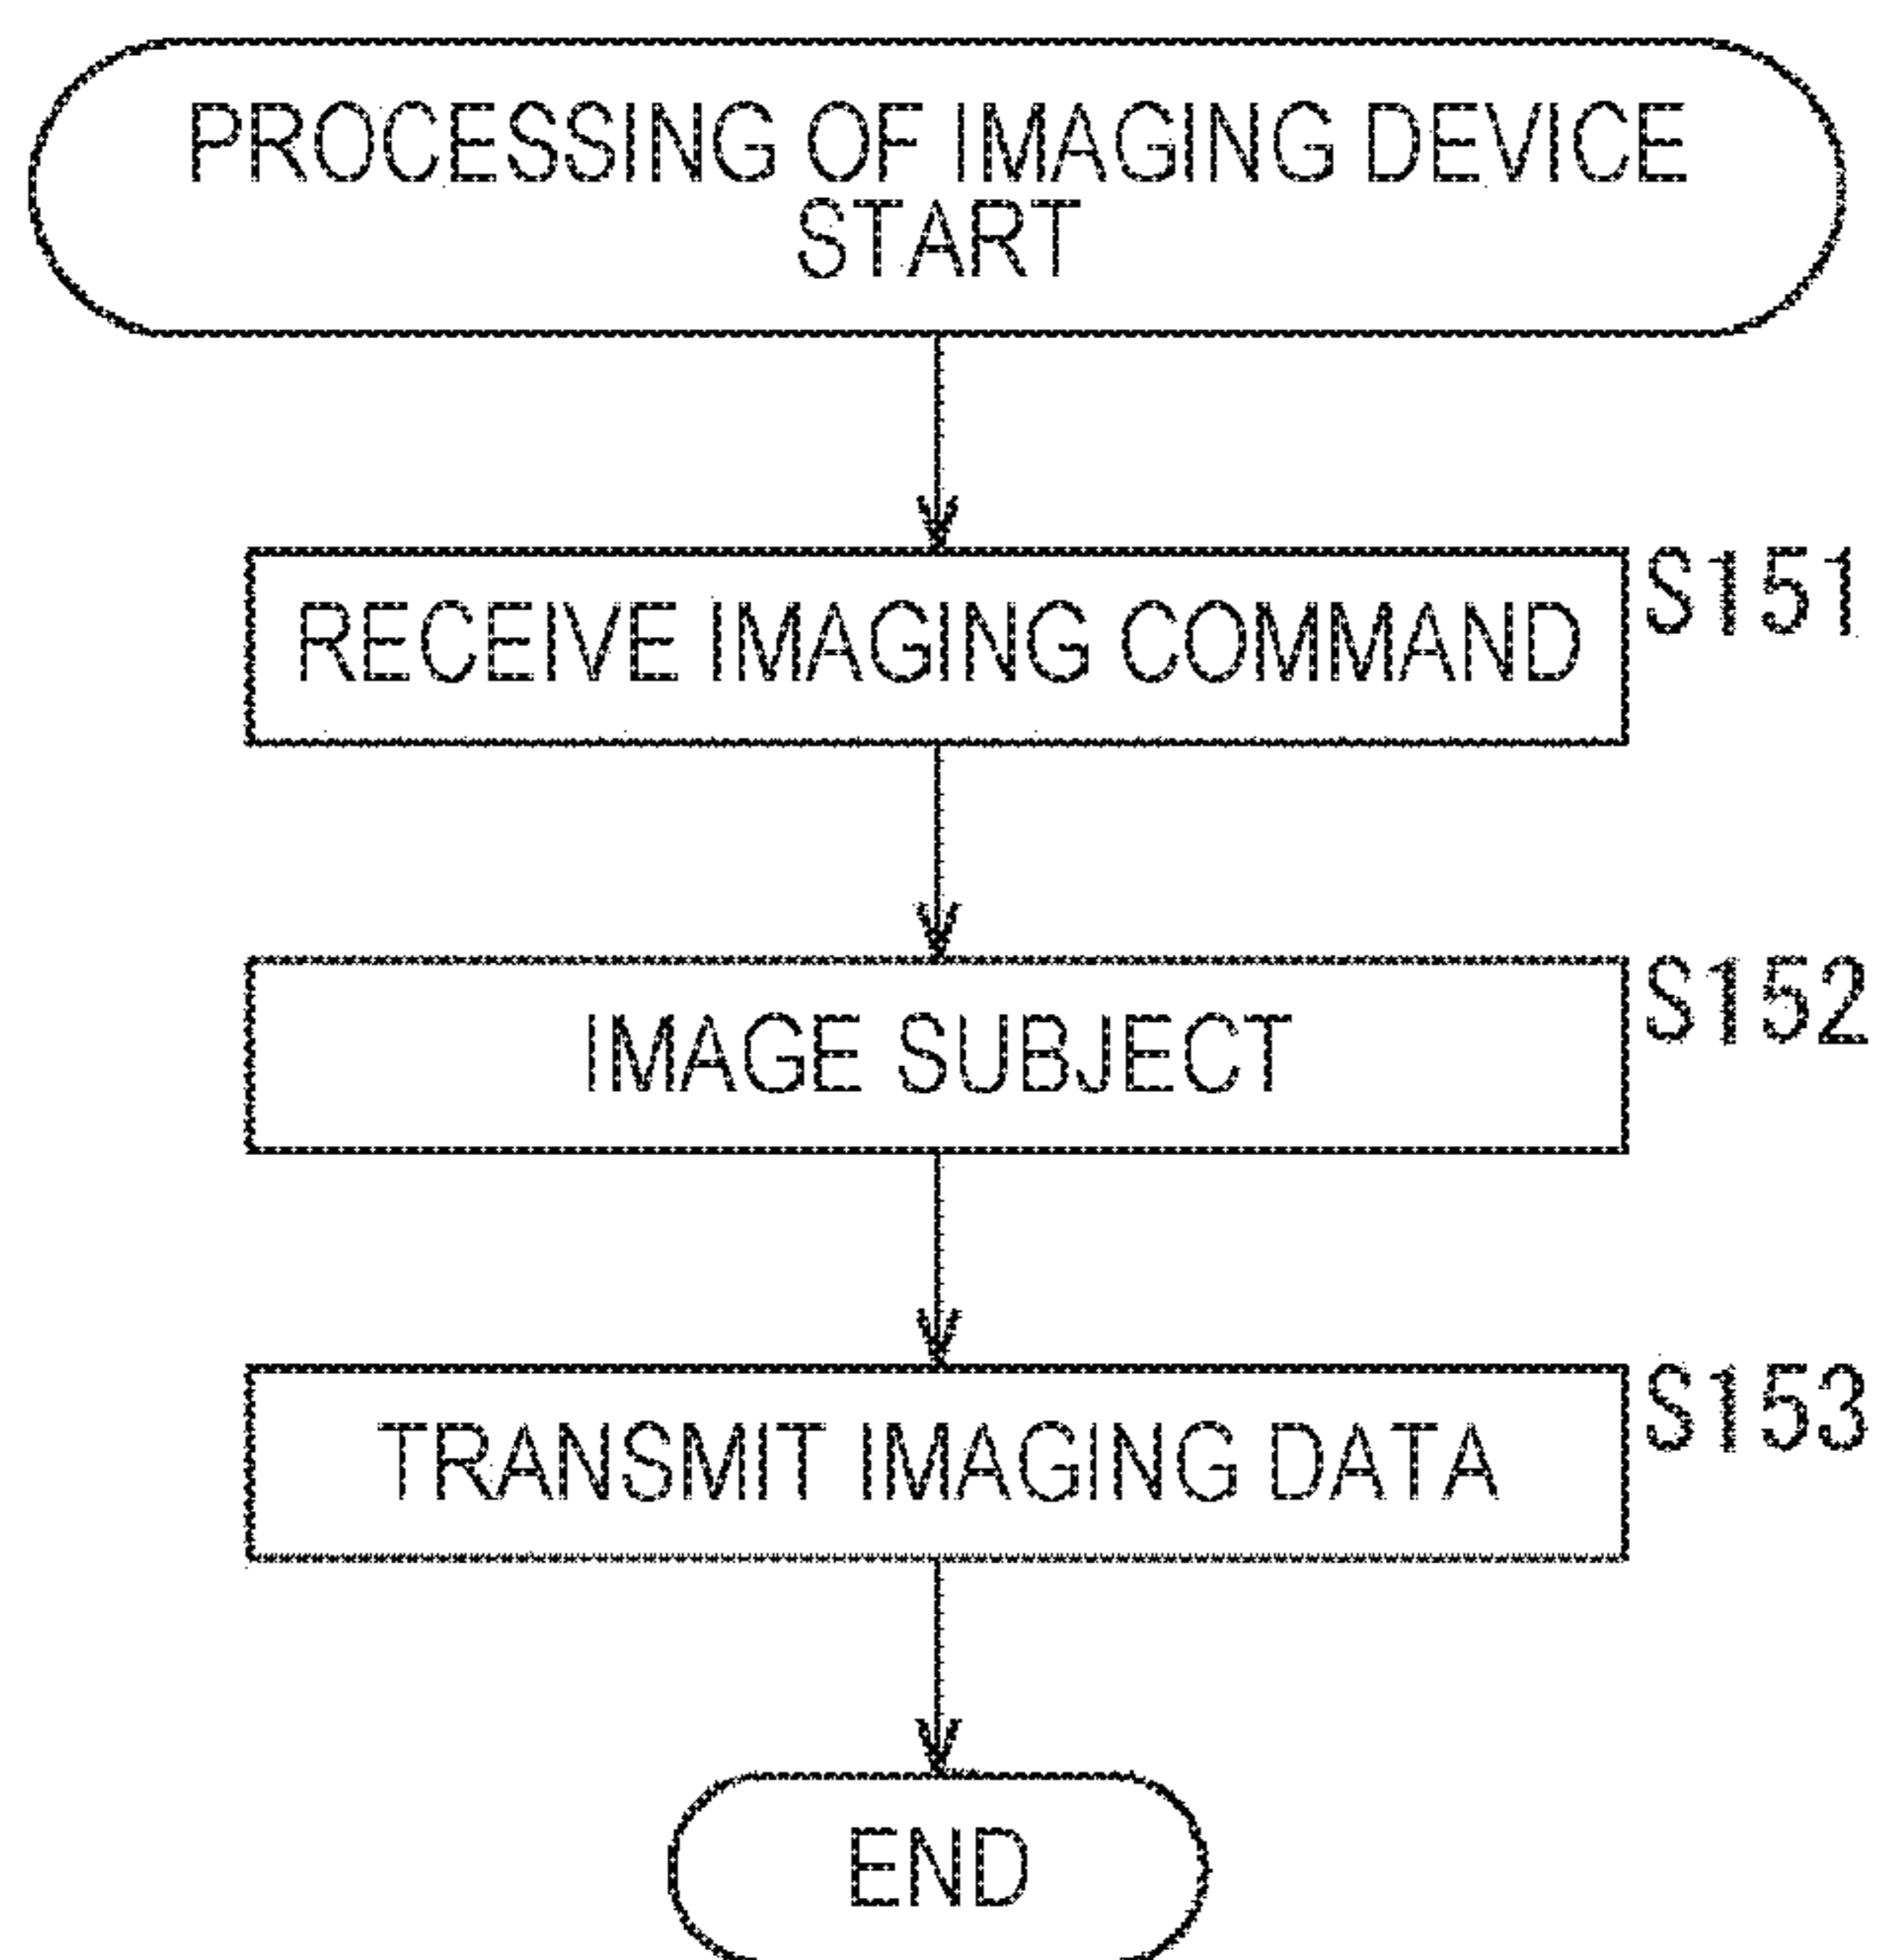 PROCESSING OF IMAGING DEVICE
START
RECEIVE IMAGING COMMAND
S151
IMAGE SUBJECT
S152
TRANSMIT IMAGING DATA
S153
END